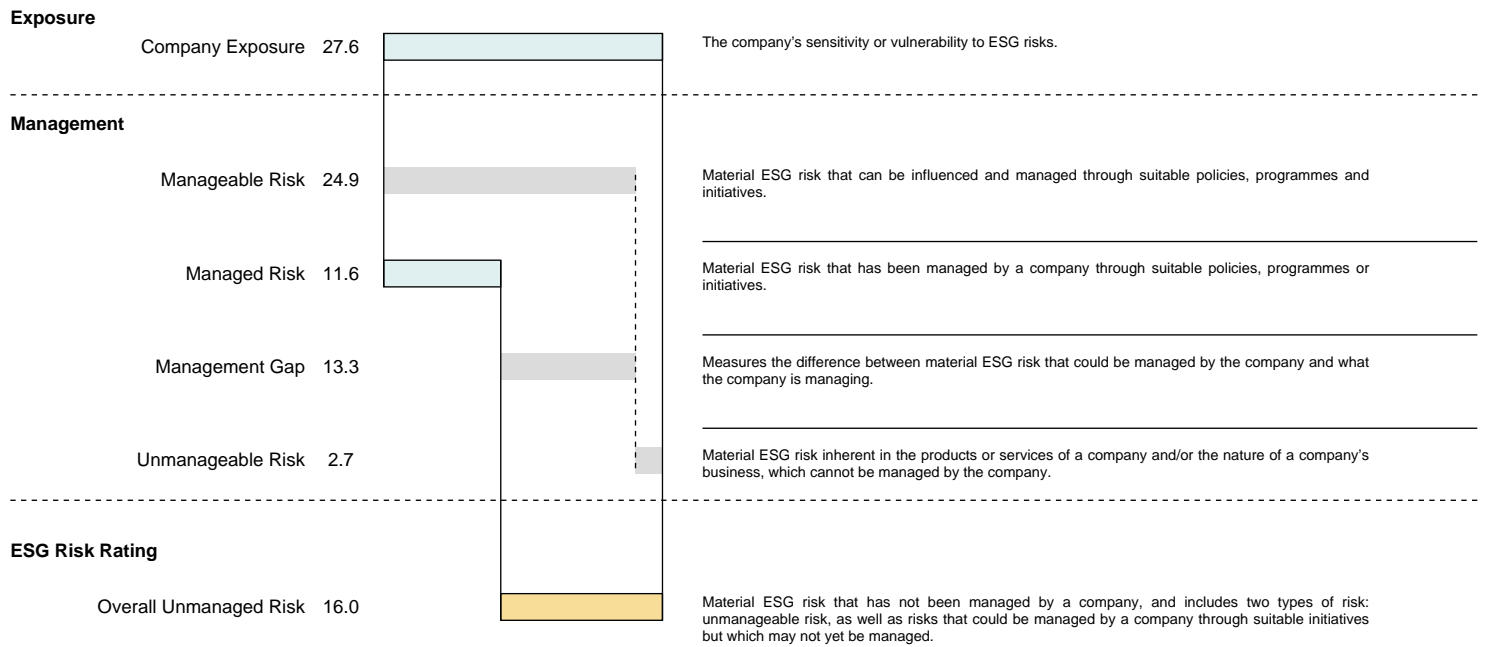 Exposure
Company Exposure 27.6
The company’s sensitivity or vulnerability to ESG risks.
Management
Manageable Risk 24.9
Material ESG risk that can be influenced and managed through suitable policies, programmes and
initiatives.
Managed Risk 11.6
Material ESG risk that has been managed by a company through suitable policies, programmes or
initiatives.
Management Gap 13.3
Measures the difference between material ESG risk that could be managed by the company and what
the company is managing.
Unmanageable Risk 2.7
Material ESG risk inherent in the products or services of a company and/or the nature of a company’s
business, which cannot be managed by the company.
ESG Risk Rating
Overall Unmanaged Risk 16.0
Material ESG risk that has not been managed by a company, and includes two types of risk:
unmanageable risk, as well as risks that could be managed by a company through suitable initiatives
but which may not yet be managed.